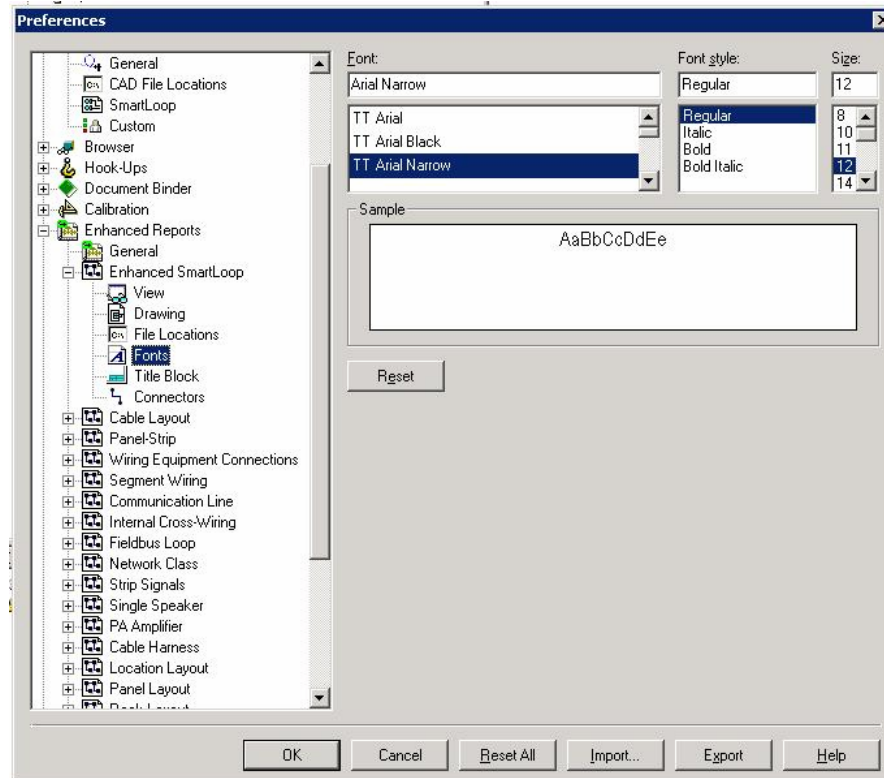 Preferences
General
CAD File Locations
SmartLoop
Custom
Browser
Hook-Ups
Document Binder
Calibration
Enhanced Reports
General
Enhanced SmartLoop
View
Drawing
File Locations
Fonts
Title Block
Connectors
Cable Layout
Panel-Strip
Wiring Equipment Connections
Segment Wiring
Communication Line
Internal Cross-Wiring
Fieldbus Loop
Network Class
Strip Signals
Single Speaker
PA Amplifier
Cable Harness
Location Layout
Panel Layout
Font:
Arial Narrow
TT Arial
TT Arial Black
TT Arial Narrow
Font style:
Regular
Regular
Italic
Bold
Bold Italic
Size:
12
8
10
11
12
14
Sample
AaBbCcDdEe
Reset
OK
Cancel
Reset All
Import...
Export
Help